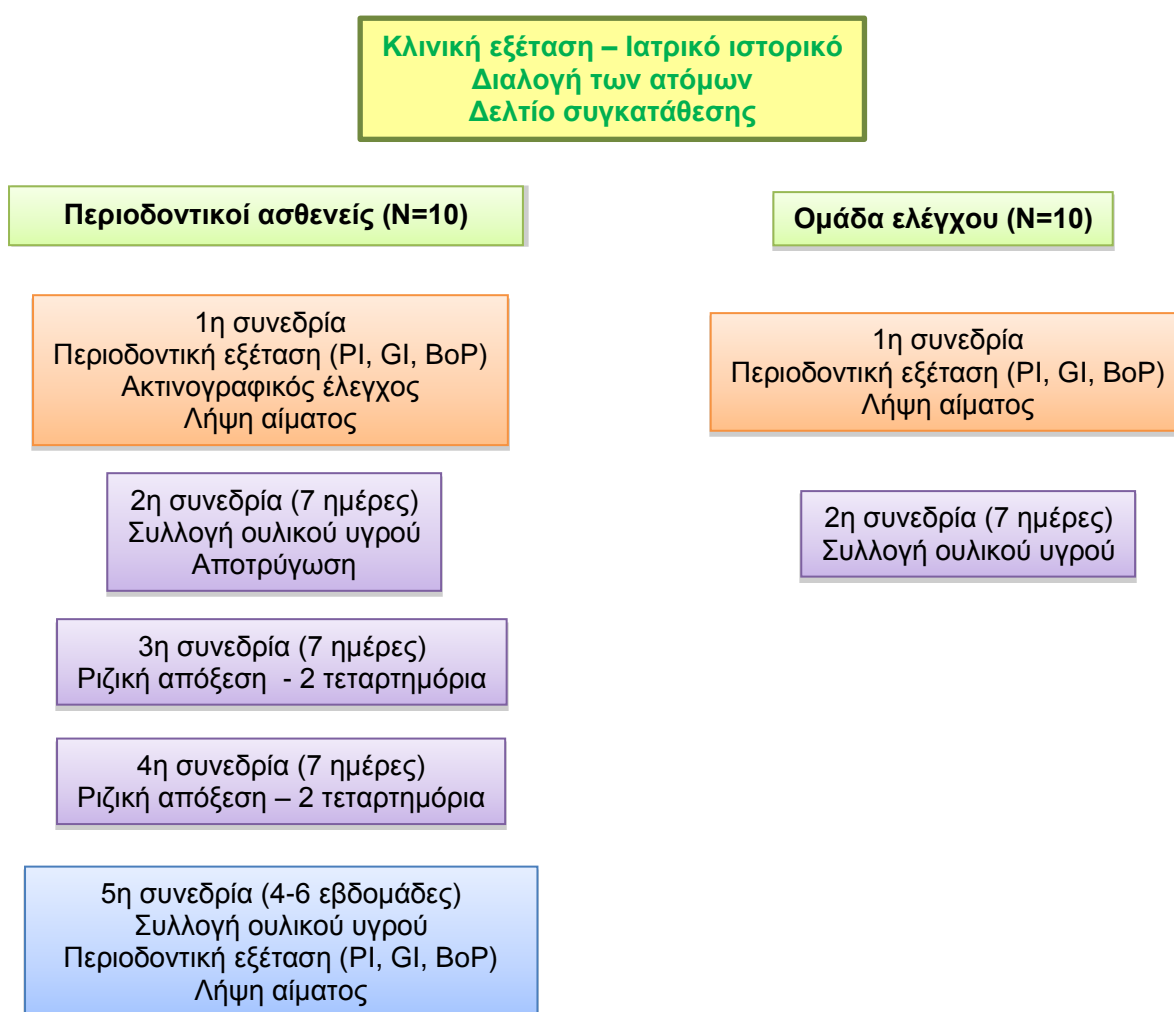 Κλινική εξέταση – Ιατρικό ιστορικό
Διαλογή των ατόμων
Δελτίο συγκατάθεσης
Περιοδοντικοί ασθενείς (N=10)
Ομάδα ελέγχου (N=10)
1η συνεδρία
Περιοδοντική εξέταση (PI, GI, BoP)
Ακτινογραφικός έλεγχος
Λήψη αίματος
1η συνεδρία
Περιοδοντική εξέταση (PI, GI, BoP)
Λήψη αίματος
2η συνεδρία (7 ημέρες)
Συλλογή ουλικού υγρού
Αποτρύγωση
2η συνεδρία (7 ημέρες)
Συλλογή ουλικού υγρού
3η συνεδρία (7 ημέρες)
Ριζική απόξεση - 2 τεταρτημόρια
4η συνεδρία (7 ημέρες)
Ριζική απόξεση – 2 τεταρτημόρια
5η συνεδρία (4-6 εβδομάδες)
Συλλογή ουλικού υγρού
Περιοδοντική εξέταση (PI, GI, BoP)
Λήψη αίματος